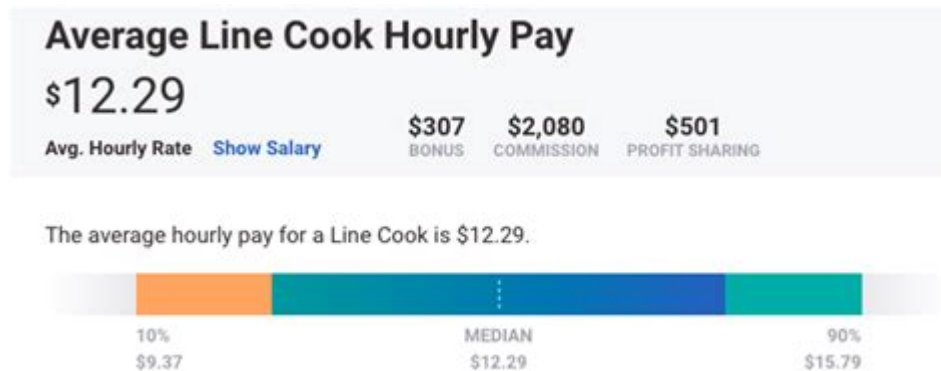 Average Line Cook Hourly Pay
$12.29
Avg. Hourly Rate Show Salary
$307 $2,080 $501
BONUS COMMISSION PROFIT SHARING
The average hourly pay for a Line Cook is $12.29.
10% MEDIAN 90%
$9.37 $12.29 $15.79